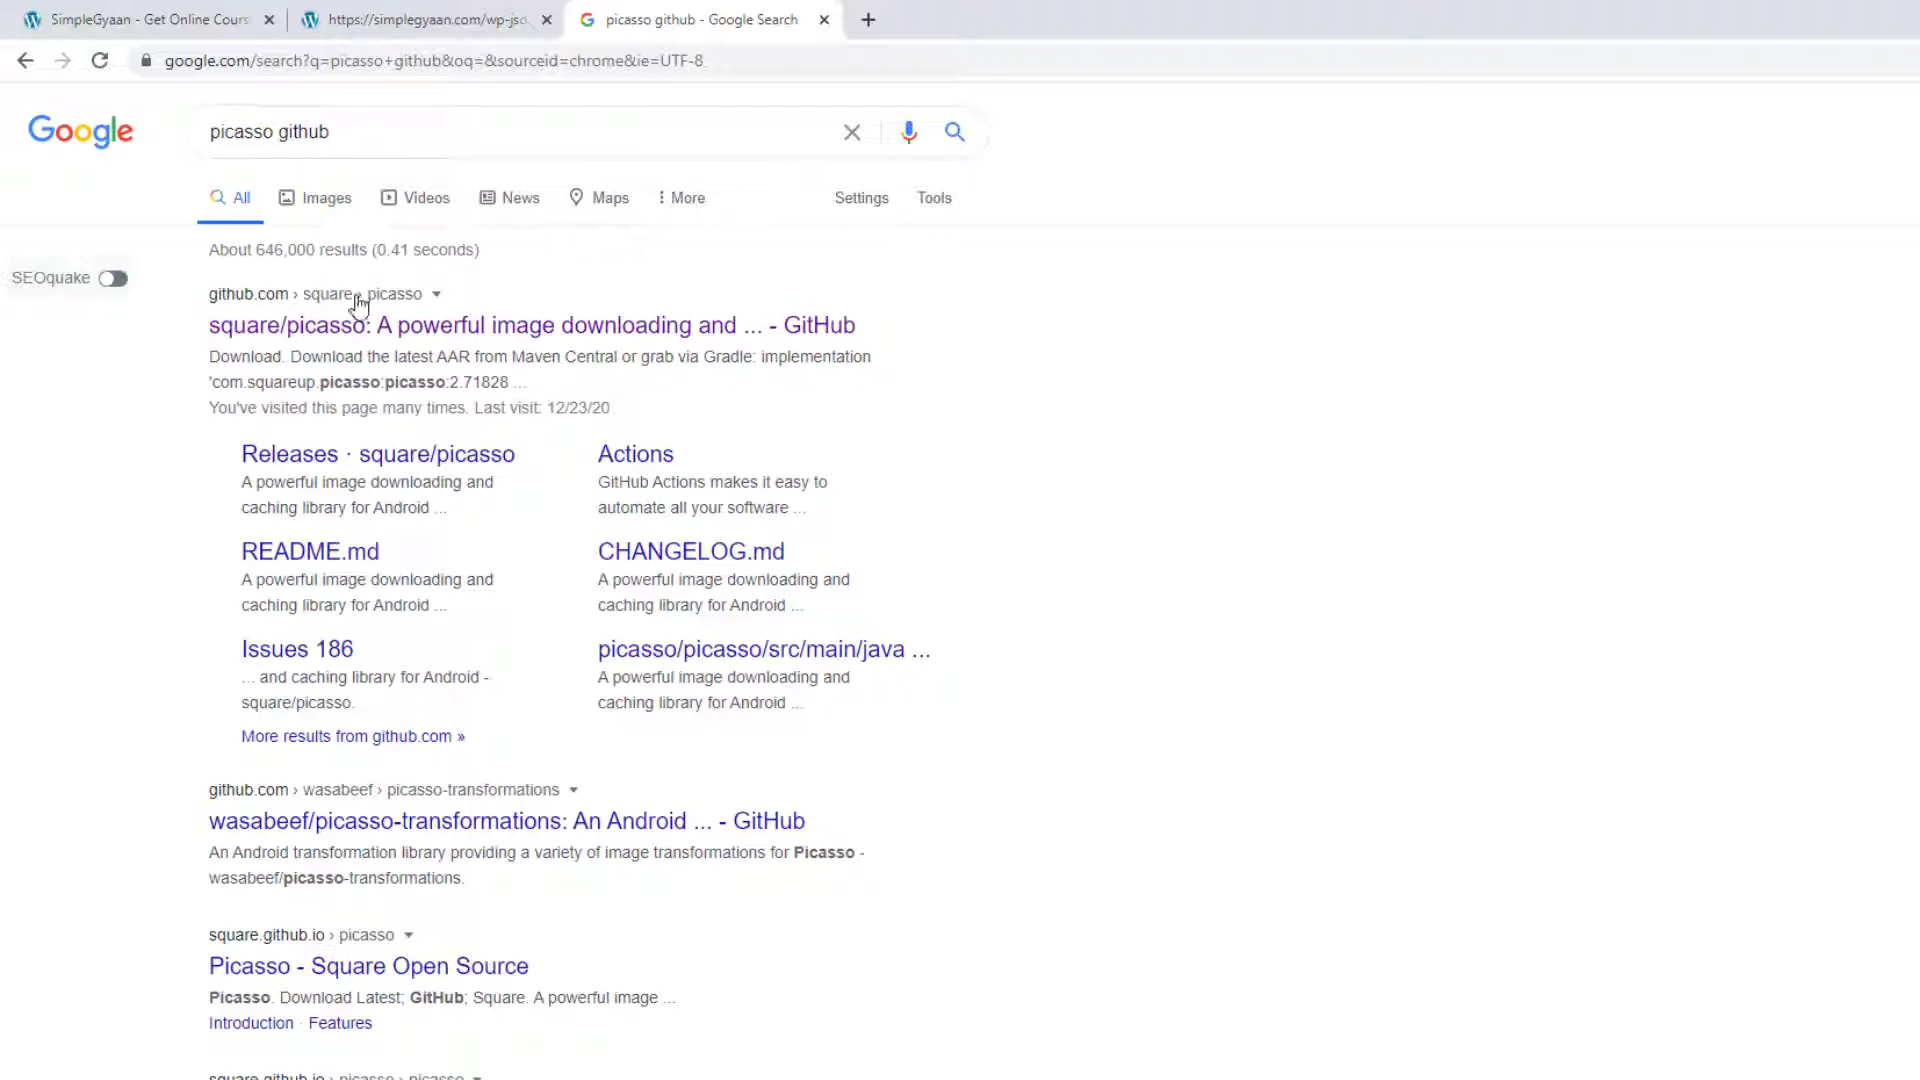 SimpleGyaan - Get Online Cours
https://simplegyaan.com/wp-jso
picasso github - Google Search
google.com/search?q=picasso+github&oq=&sourceid=chrome&ie=UTF-8
Google
picasso github
All
Images
Videos
News
Maps
More
Settings
Tools
About 646,000 results (0.41 seconds)
SEOquake
github.com › square › picasso
square/picasso: A powerful image downloading and ... - GitHub
Download. Download the latest AAR from Maven Central or grab via Gradle: implementation
'com.squareup.picasso:picasso:2.71828 ...
You've visited this page many times. Last visit: 12/23/20
Releases · square/picasso
A powerful image downloading and
caching library for Android ...
Actions
GitHub Actions makes it easy to
automate all your software ...
README.md
A powerful image downloading and
caching library for Android ...
CHANGELOG.md
A powerful image downloading and
caching library for Android ...
Issues 186
... and caching library for Android -
square/picasso.
picasso/picasso/src/main/java ...
A powerful image downloading and
caching library for Android ...
More results from github.com »
github.com › wasabeef › picasso-transformations
wasabeef/picasso-transformations: An Android ... - GitHub
An Android transformation library providing a variety of image transformations for Picasso -
wasabeef/picasso-transformations.
square.github.io › picasso
Picasso - Square Open Source
Picasso. Download Latest; GitHub; Square. A powerful image ...
Introduction · Features
square.github.io › picasso › picasso